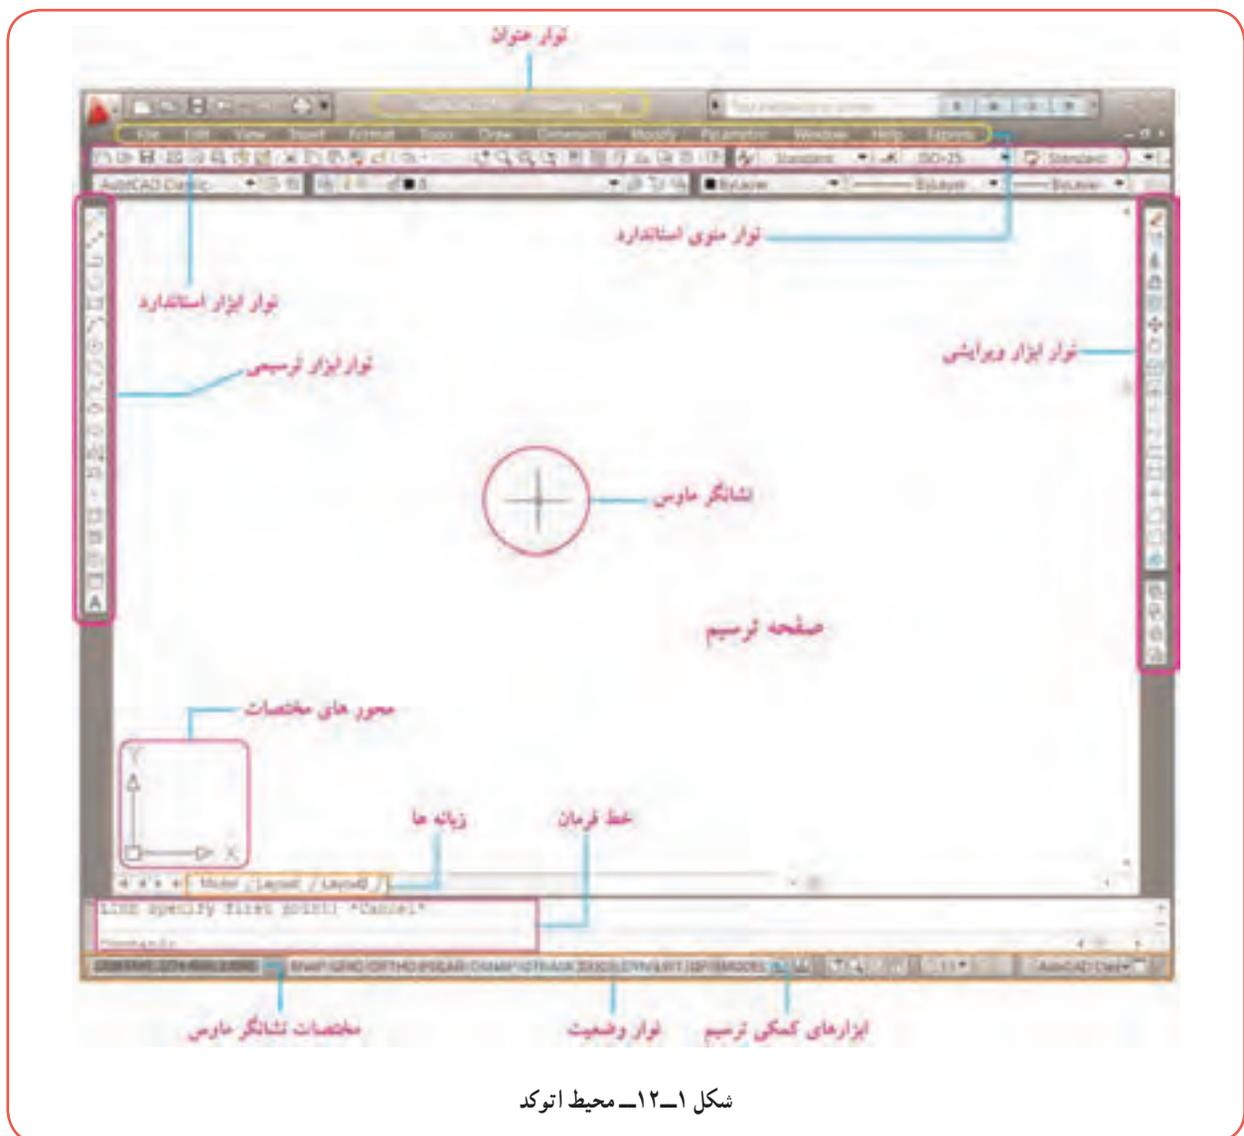 نوار عنوان
File Edit View Insert Format Tools Draw Dimension Modify Parametric Window Help Express
Standard ISO-25 Standard
AutoCAD Classic 0 ByLayer ByLayer ByLayer
نوار منوی استاندارد
نوار ابزار استاندارد
نوار ابزار ویرایشی
نوار ابزار ترسیمی
نشانگر ماوس
صفحه ترسیم
A
محور های مختصات
Y
زبانه ها
خط فرمان
X
Model / Layout / Layout2 /
LINE Specify first point: *Cancel*
Command:
SNAP GRID ORTHO POLAR OSNAP OTRACK DUCS DYN LWT QP
مختصات نشانگر ماوس
نوار وضعیت
ابزارهای کمکی ترسیم
شکل ۱ــ۱۲ــ محیط اتوکد